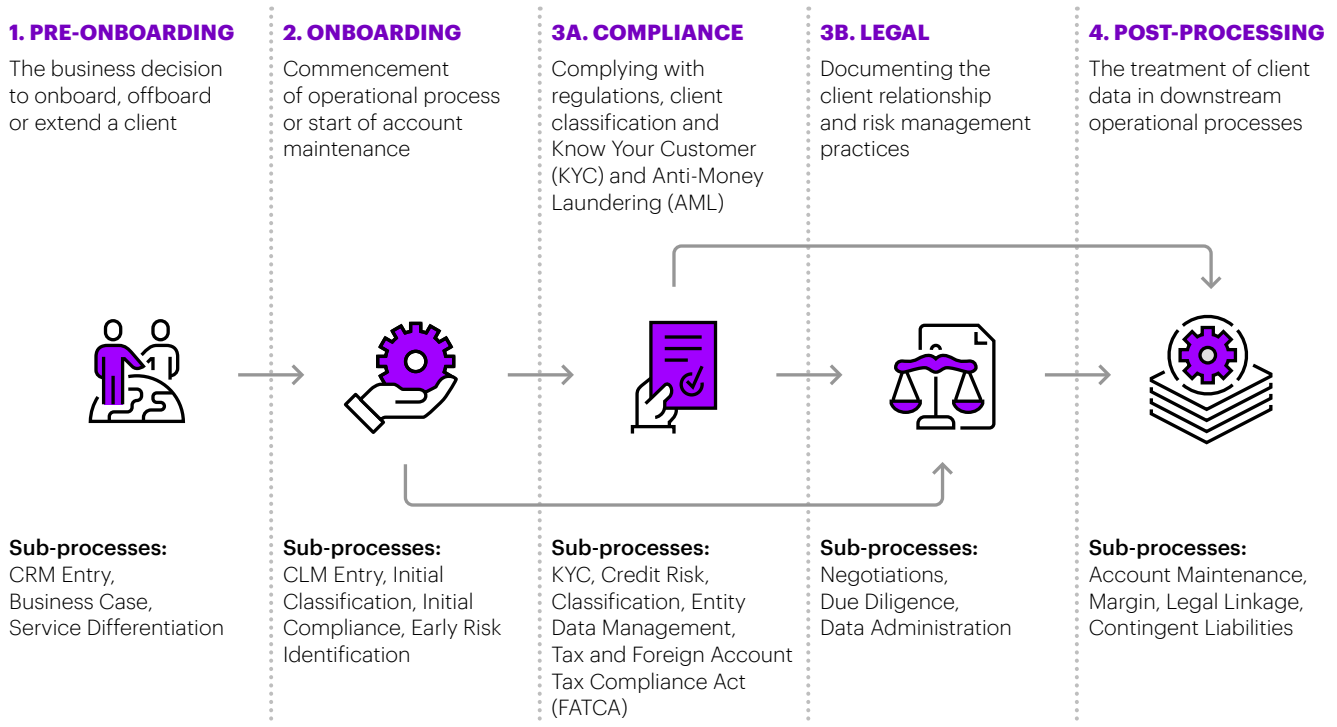 1. PRE-ONBOARDING
The business decision
to onboard, offboard
or extend a client
Sub-processes:
CRM Entry,
Business Case,
Service Differentiation
2. ONBOARDING
Commencement
of operational process
or start of account
maintenance
Sub-processes:
CLM Entry, Initial
Classification, Initial
Compliance, Early Risk
Identification
3A. COMPLIANCE
Complying with
regulations, client
classification and
Know Your Customer
(KYC) and Anti-Money
Laundering (AML)
Sub-processes:
KYC, Credit Risk,
Classification, Entity
Data Management,
Tax and Foreign Account
Tax Compliance Act
(FATCA)
3B. LEGAL
Documenting the
client relationship
and risk management
practices
Sub-processes:
Negotiations,
Due Diligence,
Data Administration
4. POST-PROCESSING
The treatment of client
data in downstream
operational processes
Sub-processes:
Account Maintenance,
Margin, Legal Linkage,
Contingent Liabilities